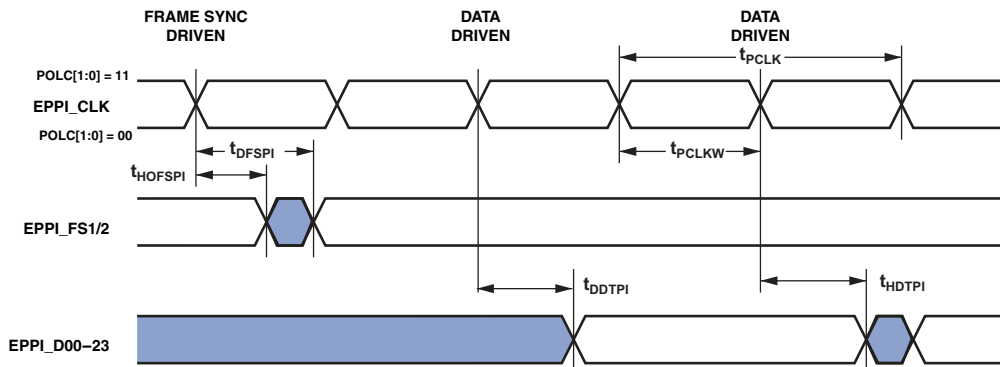 FRAME SYNC
DRIVEN
DATA
DRIVEN
DATA
DRIVEN
tPCLK
POLC[1:0] = 11
EPPI_CLK
POLC[1:0] = 00
tDFSPI
tPCLKW
tHOFSPI
EPPI_FS1/2
tDDTPI
tHDTPI
EPPI_D00–23